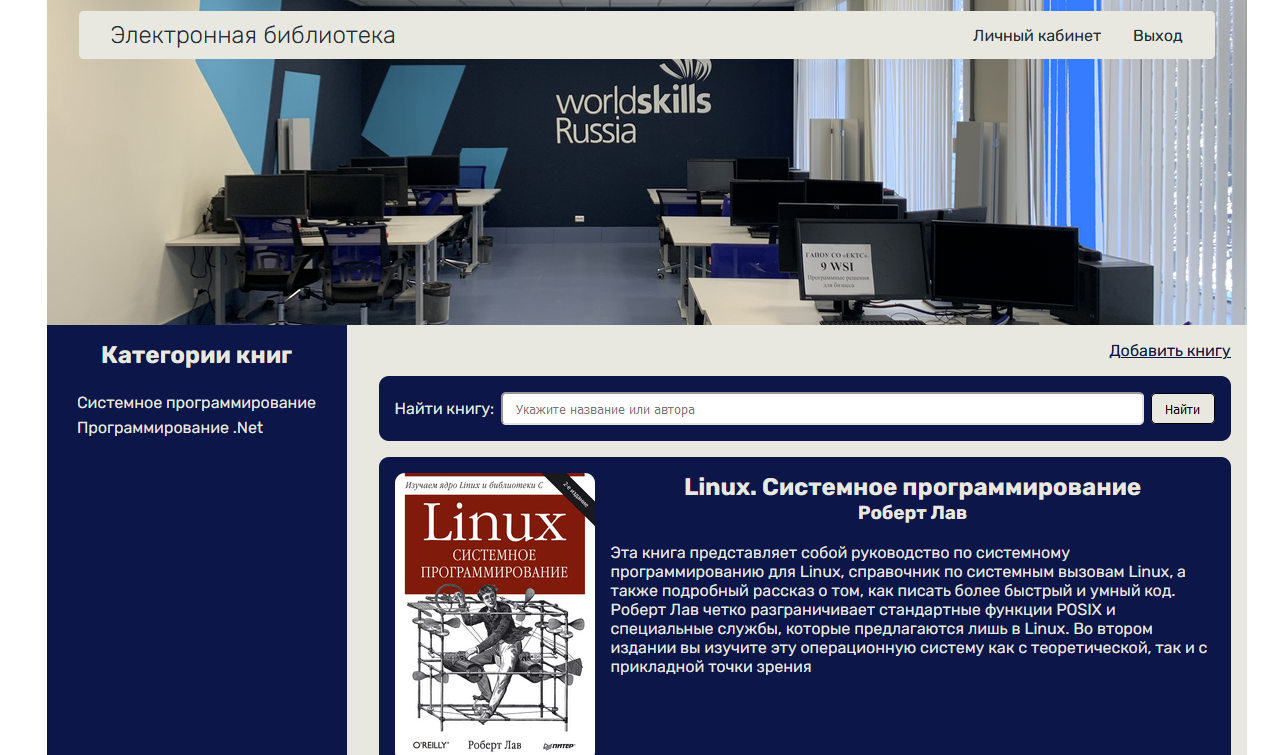 Электронная библиотека
Личный кабинет
Выход
worldskills
Russia
ГАПОУ СО «ЕКТС»
9 WSI
Программные решения
для бизнеса
Категории книг
Системное программирование
Программирование .Net
Добавить книгу
Найти книгу:
Укажите название или автора
Найти
Изучаем ядро Linux и библиотеки C
2-е издание
Linux
СИСТЕМНОЕ
ПРОГРАММИРОВАНИЕ
O'REILLY®
Роберт Лав
ПИТЕР
Linux. Системное программирование
Роберт Лав
Эта книга представляет собой руководство по системному
программированию для Linux, справочник по системным вызовам Linux, а
также подробный рассказ о том, как писать более быстрый и умный код.
Роберт Лав четко разграничивает стандартные функции POSIX и
специальные службы, которые предлагаются лишь в Linux. Во втором
издании вы изучите эту операционную систему как с теоретической, так и с
прикладной точки зрения